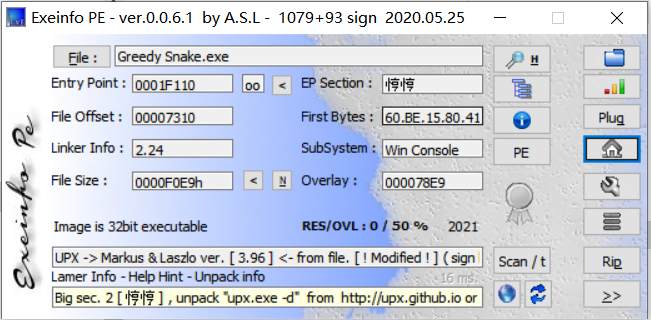 Exeinfo PE - ver.0.0.6.1 by A.S.L - 1079+93 sign 2020.05.25
File : Greedy Snake.exe H
Entry Point : 0001F110 oo < EP Section : 惇惇
File Offset : 00007310 First Bytes : 60.BE.15.80.41 Plug
Linker Info : 2.24 SubSystem : Win Console PE
File Size : 0000F0E9h < N Overlay : 000078E9
Image is 32bit executable RES/OVL : 0 / 50 % 2021
UPX -> Markus & Laszlo ver. [ 3.96 ] <- from file. [ ! Modified ! ] ( sign Scan / t Rip
Lamer Info - Help Hint - Unpack info 16 ms.
Big sec. 2 [ 惇惇 ] , unpack "upx.exe -d" from http://upx.github.io or >>
Exeinfo Pe